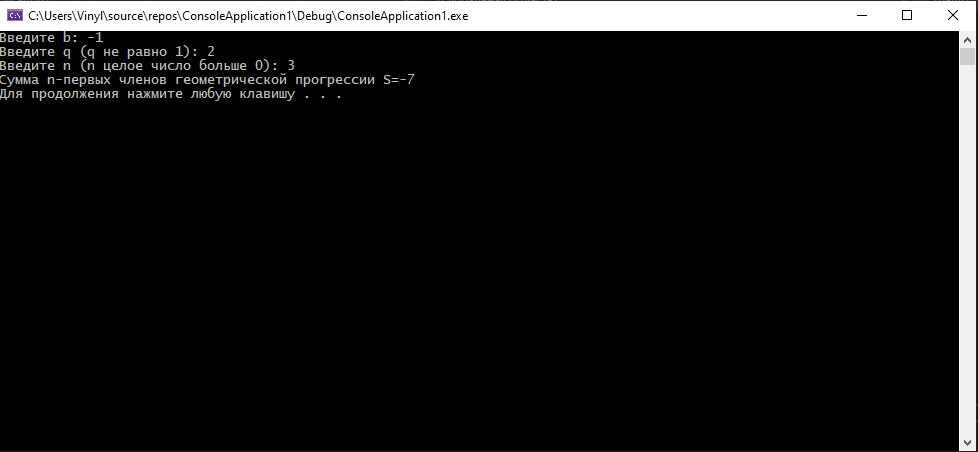 C:\Users\Vinyl\source\repos\ConsoleApplication1\Debug\ConsoleApplication1.exe
Введите b: -1
Введите q (q не равно 1): 2
Введите n (n целое число больше 0): 3
Сумма n-первых членов геометрической прогрессии S=-7
Для продолжения нажмите любую клавишу . . .